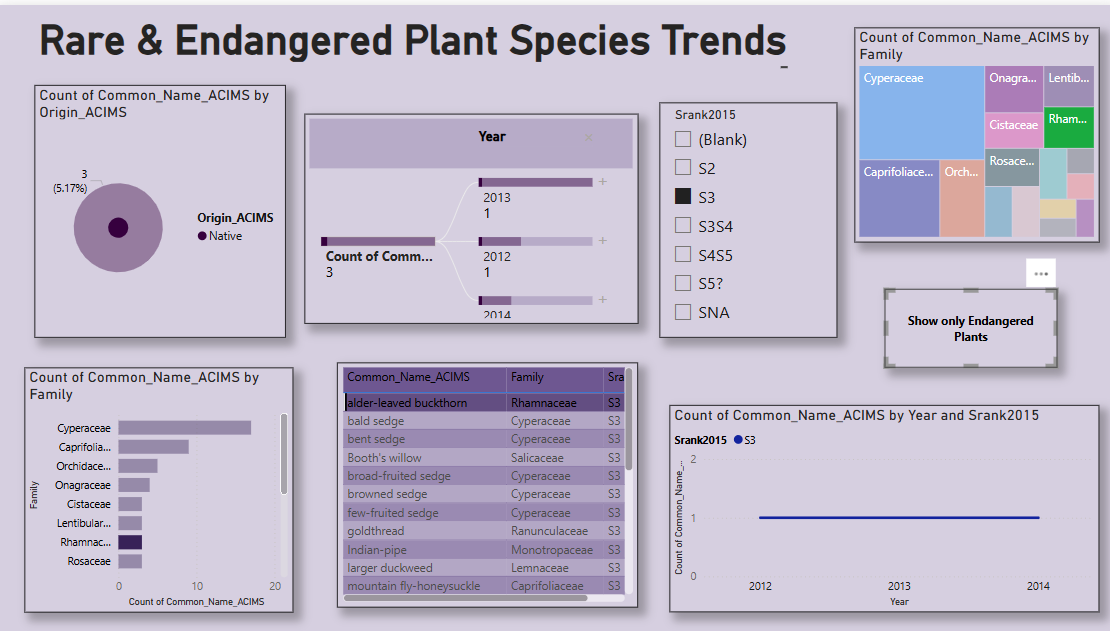 Rare & Endangered Plant Species Trends
Count of Common_Name_ACIMS by
Origin_ACIMS
3
(5.17%)
Origin_ACIMS
Native
Year
×
2013
1
Count of Comm...
3
2012
1
2014
Srank2015
(Blank)
S2
S3
S3S4
S4S5
S5?
SNA
Count of Common_Name_ACIMS by
Family
Cyperaceae
Onagra...
Lentib...
Cistaceae
Rham...
Rosace...
Caprifoliace...
Orch...
Show only Endangered
Plants
Count of Common_Name_ACIMS by
Family
Family
Cyperaceae
Caprifolia...
Orchidace...
Onagraceae
Cistaceae
Lentibular...
Rhamnac...
Rosaceae
0 10 20
Count of Common_Name_ACIMS
Common_Name_ACIMS Family Sra
alder-leaved buckthorn Rhamnaceae S3
bald sedge Cyperaceae S3
bent sedge Cyperaceae S3
Booth's willow Salicaceae S3
broad-fruited sedge Cyperaceae S3
browned sedge Cyperaceae S3
few-fruited sedge Cyperaceae S3
goldthread Ranunculaceae S3
Indian-pipe Monotropaceae S3
larger duckweed Lemnaceae S3
mountain fly-honeysuckle Caprifoliaceae S3
Count of Common_Name_ACIMS by Year and Srank2015
Srank2015 S3
Count of Common_Name_...
2
1
0
2012 2013 2014
Year